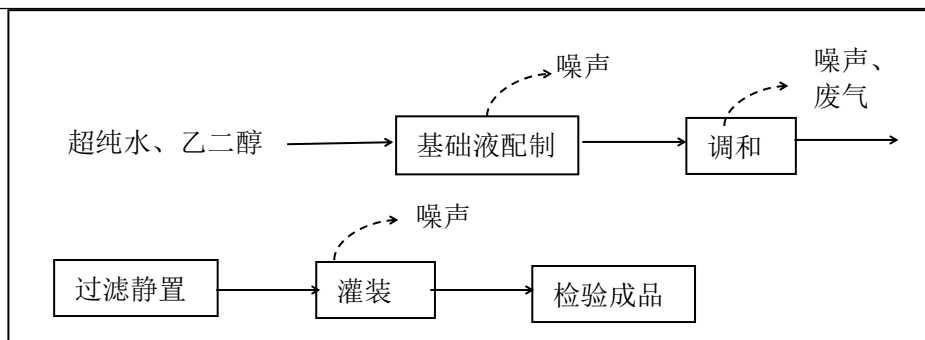 噪声
噪声、
废气
超纯水、乙二醇
基础液配制
调和
噪声
过滤静置
灌装
检验成品